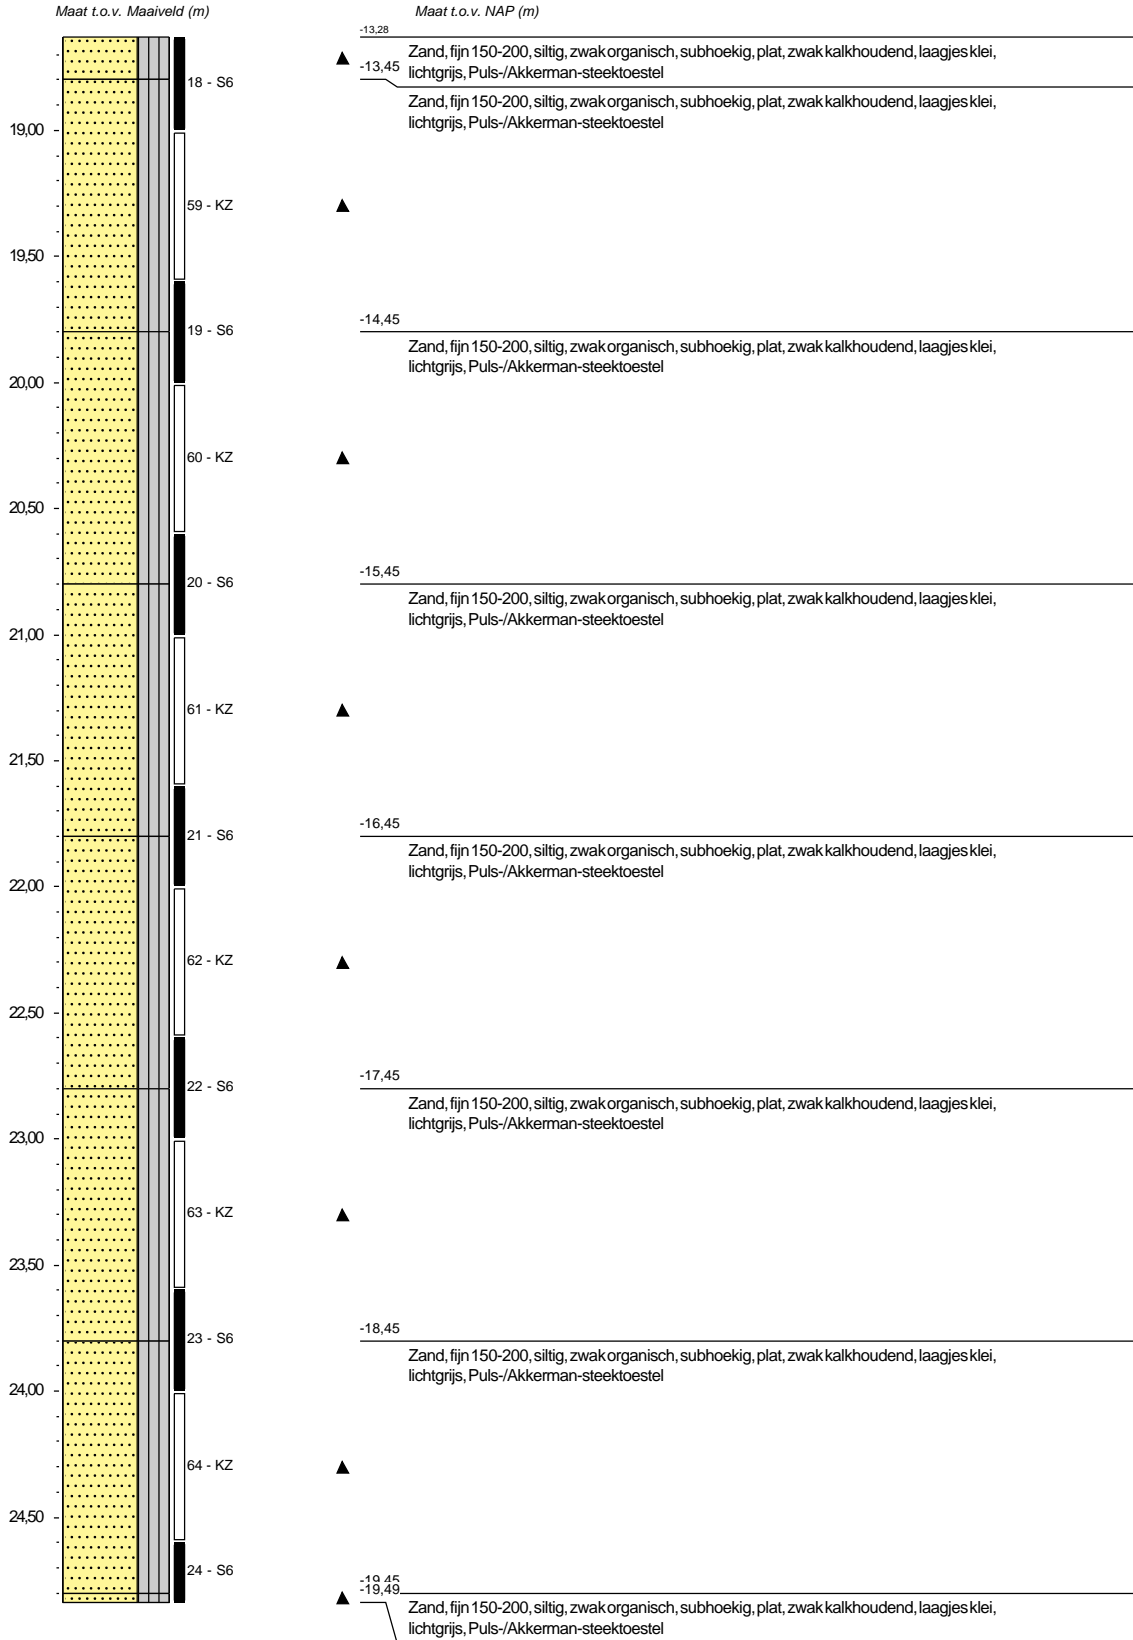 Maat t.o.v. Maaiveld (m)
Maat t.o.v. NAP (m)
-13,28
Zand, fijn 150-200, siltig, zwak organisch, subhoekig, plat, zwak kalkhoudend, laagjes klei,
lichtgrijs, Puls-/Akkerman-steektoestel
-13,45
18 - S6
Zand, fijn 150-200, siltig, zwak organisch, subhoekig, plat, zwak kalkhoudend, laagjes klei,
lichtgrijs, Puls-/Akkerman-steektoestel
19,00
59 - KZ
19,50
-14,45
19 - S6
Zand, fijn 150-200, siltig, zwak organisch, subhoekig, plat, zwak kalkhoudend, laagjes klei,
lichtgrijs, Puls-/Akkerman-steektoestel
20,00
60 - KZ
20,50
-15,45
20 - S6
Zand, fijn 150-200, siltig, zwak organisch, subhoekig, plat, zwak kalkhoudend, laagjes klei,
lichtgrijs, Puls-/Akkerman-steektoestel
21,00
61 - KZ
21,50
-16,45
21 - S6
Zand, fijn 150-200, siltig, zwak organisch, subhoekig, plat, zwak kalkhoudend, laagjes klei,
lichtgrijs, Puls-/Akkerman-steektoestel
22,00
62 - KZ
22,50
-17,45
22 - S6
Zand, fijn 150-200, siltig, zwak organisch, subhoekig, plat, zwak kalkhoudend, laagjes klei,
lichtgrijs, Puls-/Akkerman-steektoestel
23,00
63 - KZ
23,50
-18,45
23 - S6
Zand, fijn 150-200, siltig, zwak organisch, subhoekig, plat, zwak kalkhoudend, laagjes klei,
lichtgrijs, Puls-/Akkerman-steektoestel
24,00
64 - KZ
24,50
24 - S6
-19,45
-19,49
Zand, fijn 150-200, siltig, zwak organisch, subhoekig, plat, zwak kalkhoudend, laagjes klei,
lichtgrijs, Puls-/Akkerman-steektoestel